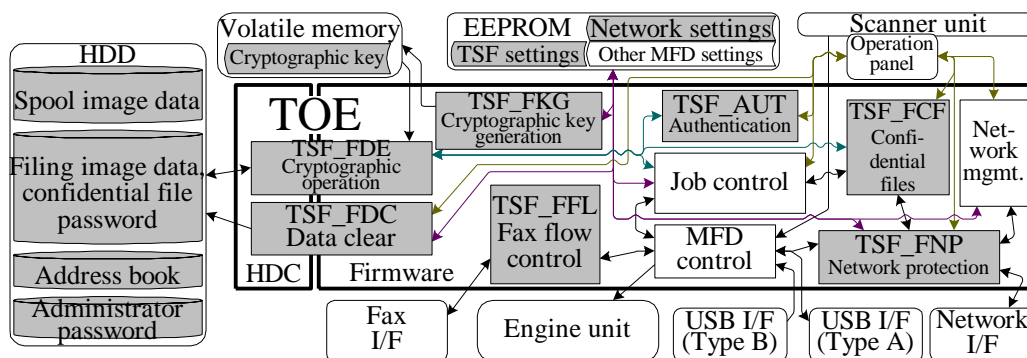 HDD
Spool image data
Filing image data,
confidential file
password
Address book
Administrator
password
Volatile memory
Cryptographic key
EEPROM
Network settings
TSF settings
Other MFD settings
Scanner unit
Operation
panel
TOE
TSF_FKG
Cryptographic key
generation
TSF_AUT
Authentication
TSF_FCF
Confi-
dential
files
Net-
work
mgmt.
TSF_FDE
Cryptographic
operation
Job control
TSF_FDC
Data clear
TSF_FFL
Fax flow
control
MFD
control
TSF_FNP
Network protection
HDC
Firmware
Fax
I/F
Engine unit
USB I/F
(Type B)
USB I/F
(Type A)
Network
I/F